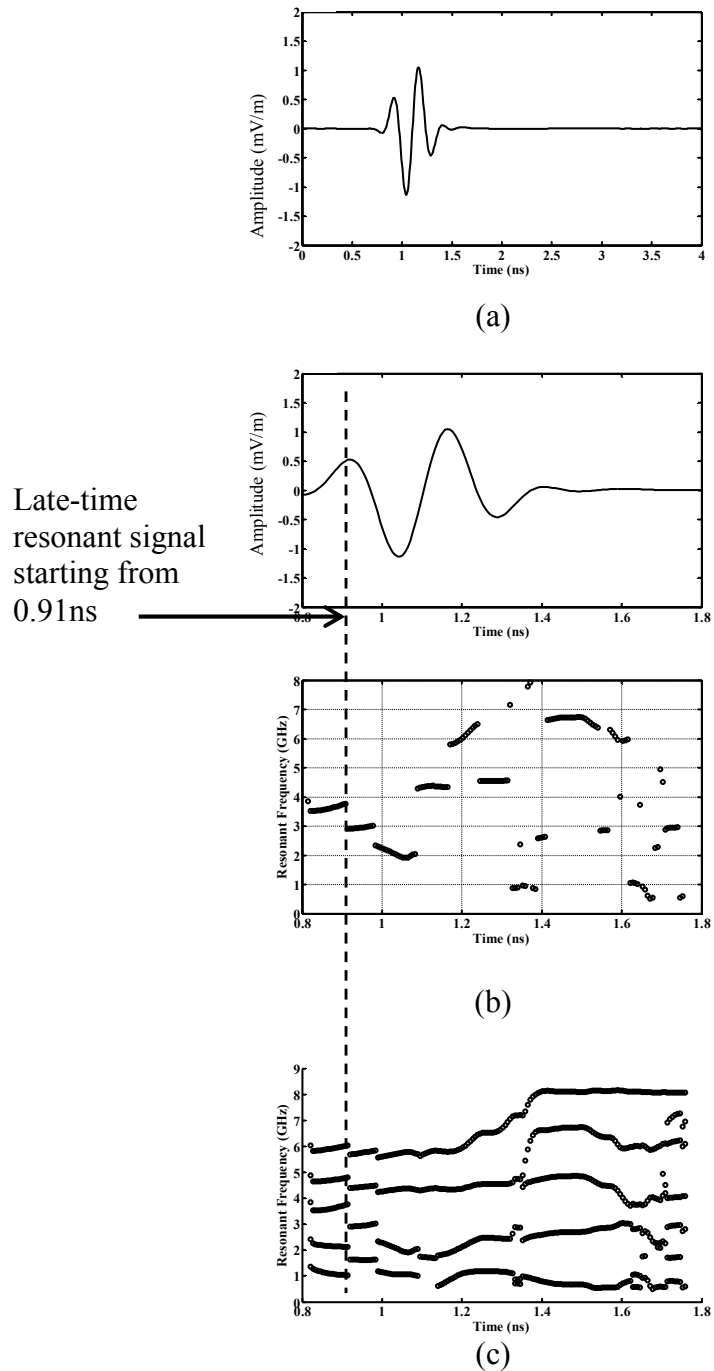 2
1.5
1
0.5
0
-0.5
-1
-1.5
-2
Amplitude (mV/m)
0 0.5 1 1.5 2 2.5 3 3.5 4
Time (ns)
(a)
2
1.5
1
0.5
0
-0.5
-1
-1.5
-2
Amplitude (mV/m)
0.8 1 1.2 1.4 1.6 1.8
Time (ns)
Late-time
resonant signal
starting from
0.91ns
8
7
6
5
4
3
2
1
0
Resonant Frequency (GHz)
0.8 1 1.2 1.4 1.6 1.8
Time (ns)
(b)
9
8
7
6
5
4
3
2
1
0
Resonant Frequency (GHz)
0.8 1 1.2 1.4 1.6 1.8
Time (ns)
(c)